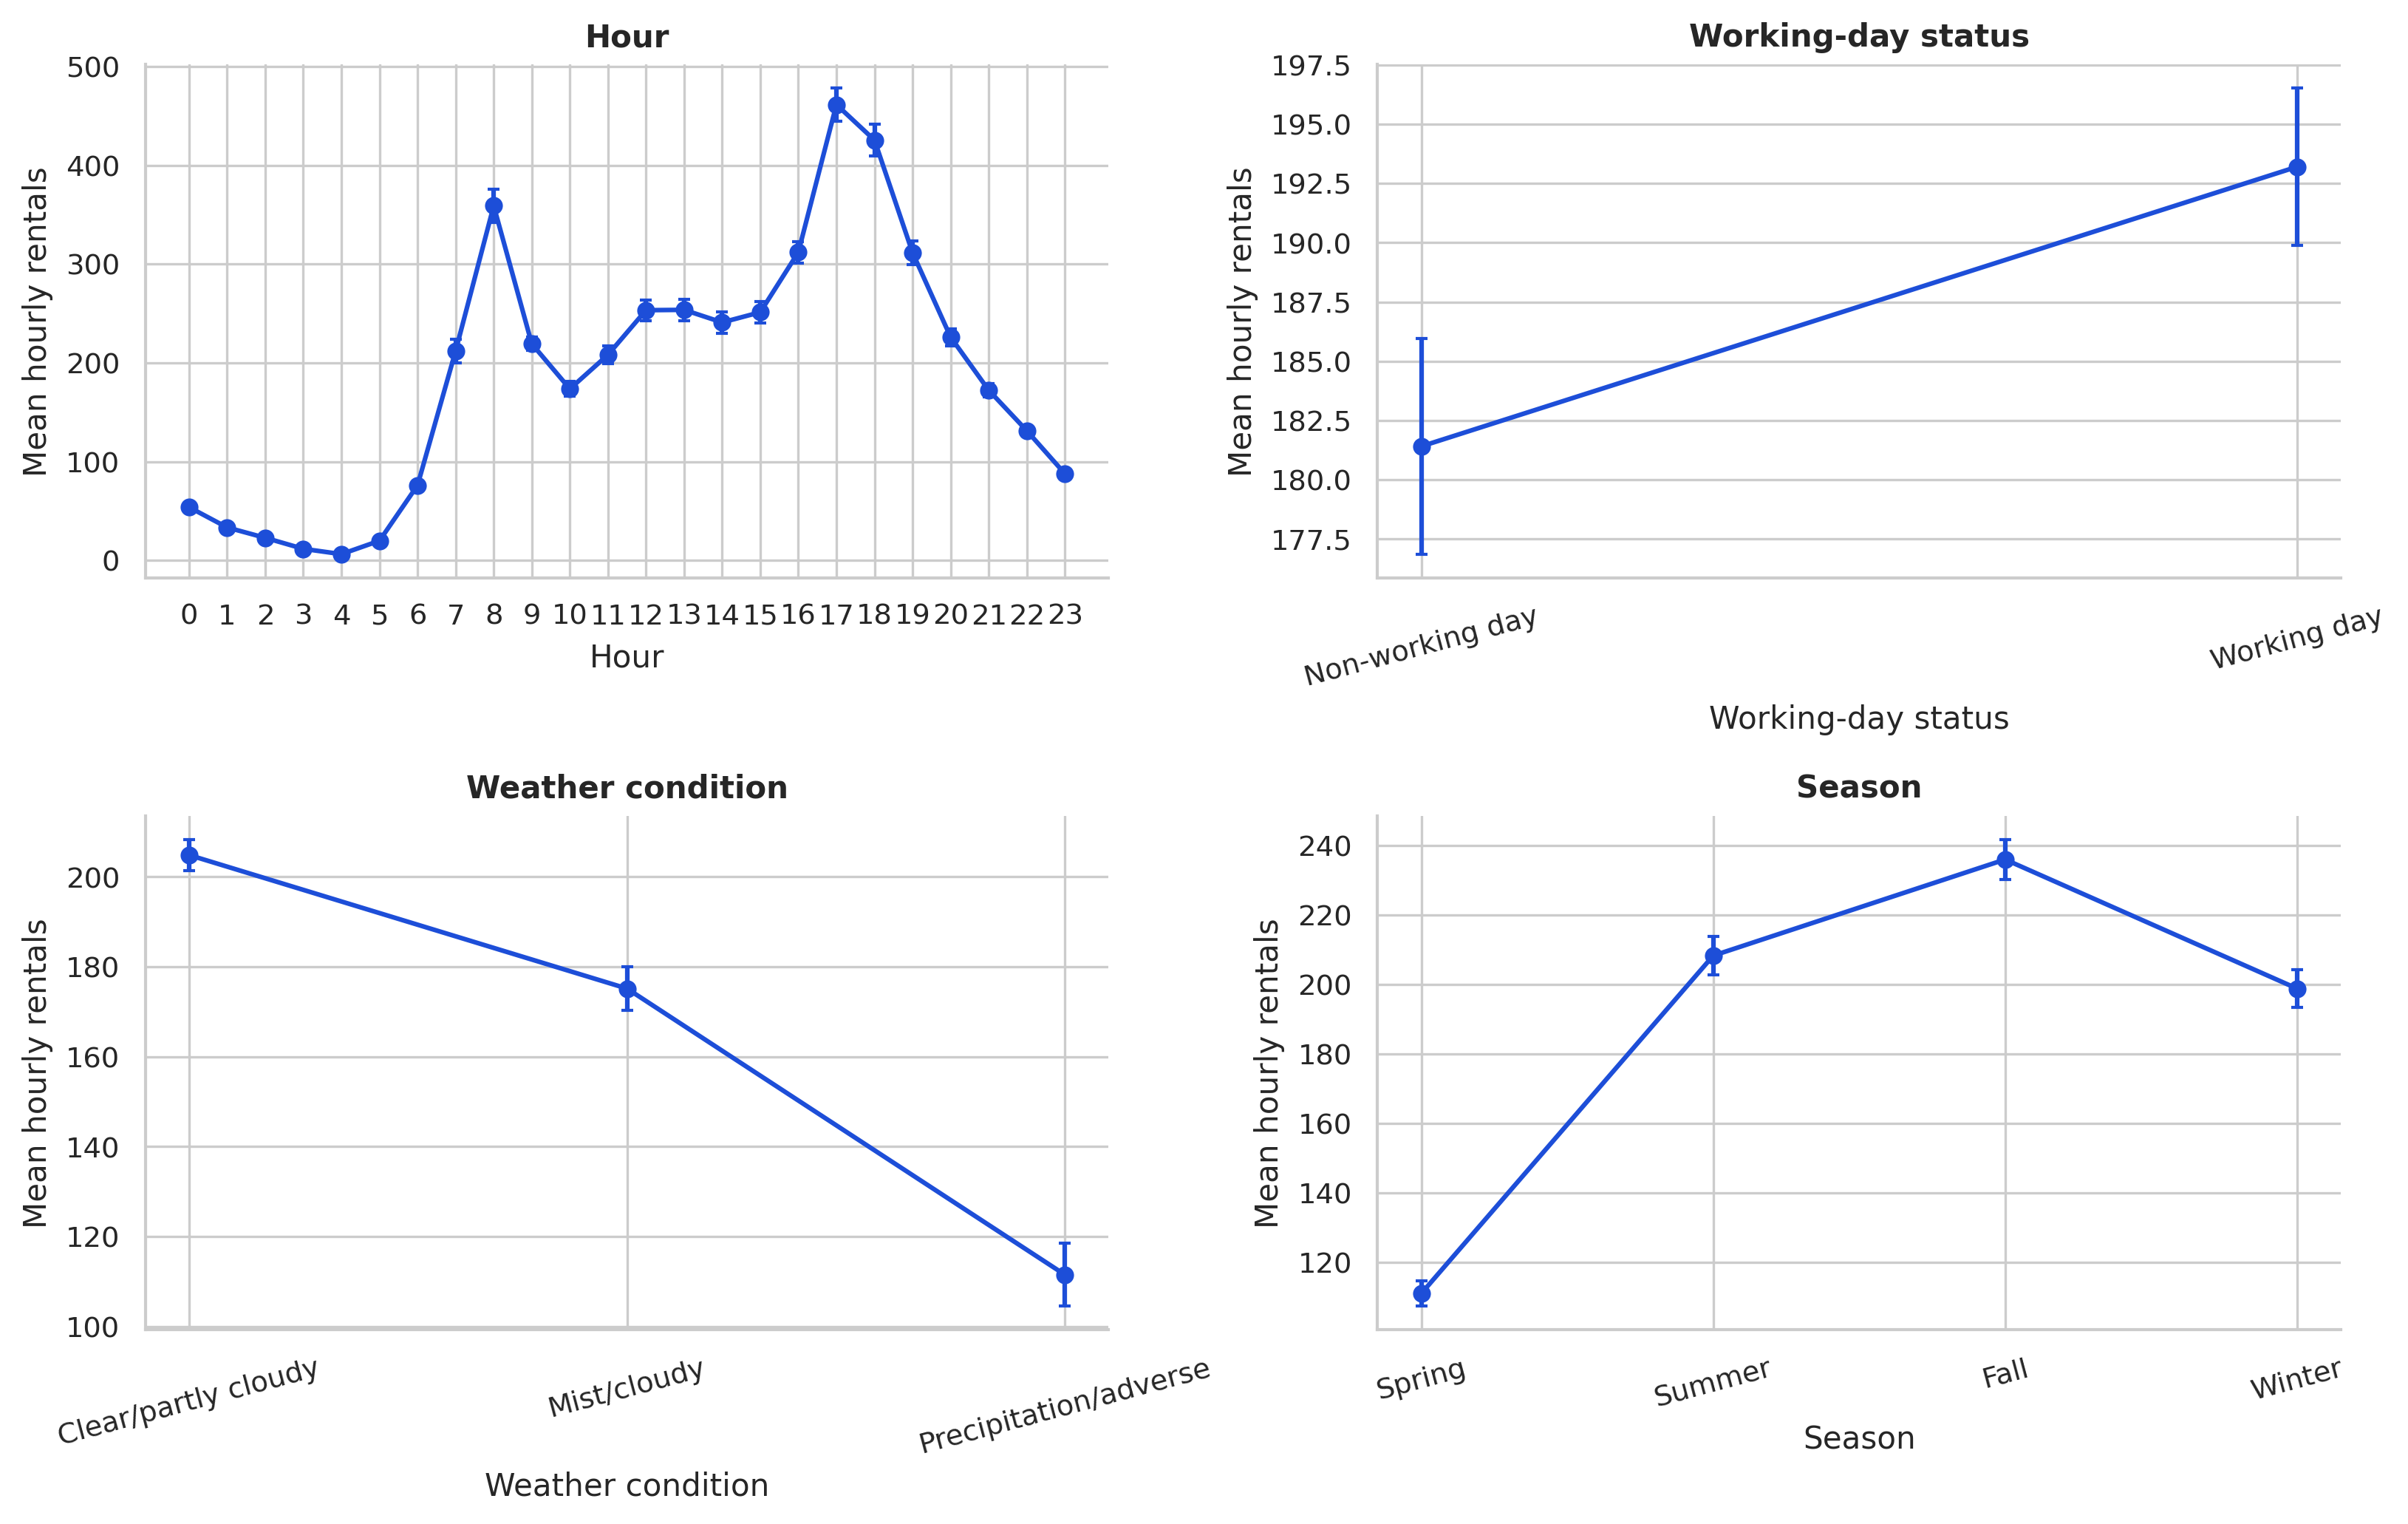 Hour
Mean hourly rentals
500
400
300
200
100
0
0 1 2 3 4 5 6 7 8 9 10 11 12 13 14 15 16 17 18 19 20 21 22 23
Hour
Working-day status
Mean hourly rentals
197.5
195.0
192.5
190.0
187.5
185.0
182.5
180.0
177.5
Non-working day Working day
Working-day status
Weather condition
Mean hourly rentals
200
180
160
140
120
100
Clear/partly cloudy Mist/cloudy Precipitation/adverse
Weather condition
Season
Mean hourly rentals
240
220
200
180
160
140
120
Spring Summer Fall Winter
Season